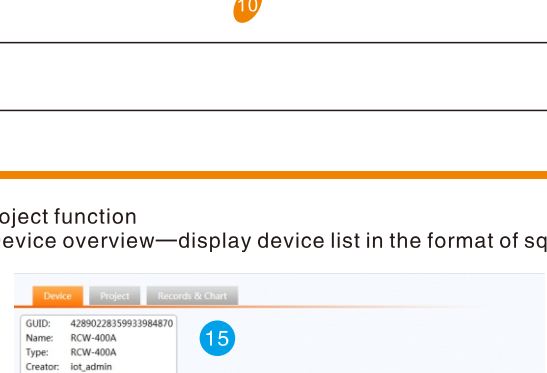 10
oject function
evice overview—display device list in the format of sq
Device Project Records & Chart
GUID: 42890228359933984870
Name: RCW-400A
15
Type: RCW-400A
Creator: iot_admin